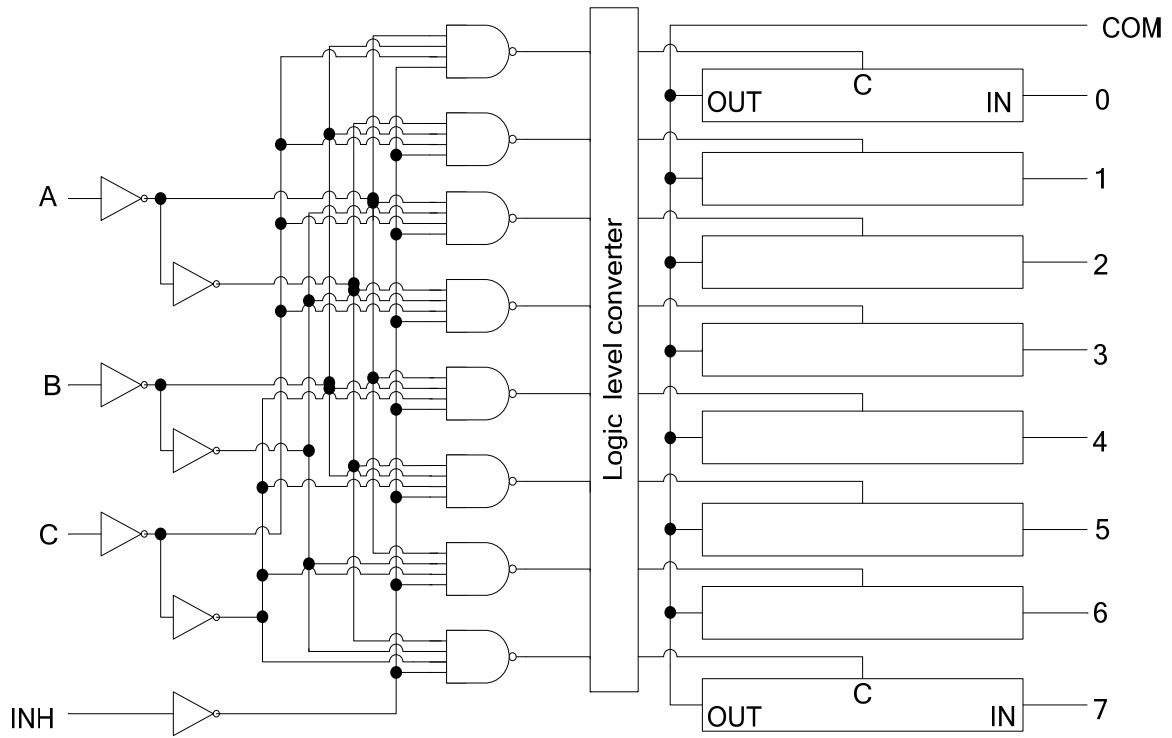 COM
C
OUT IN 0
1
A
2
Logic level converter
3
B
4
5
C
6
C
INH
OUT IN 7